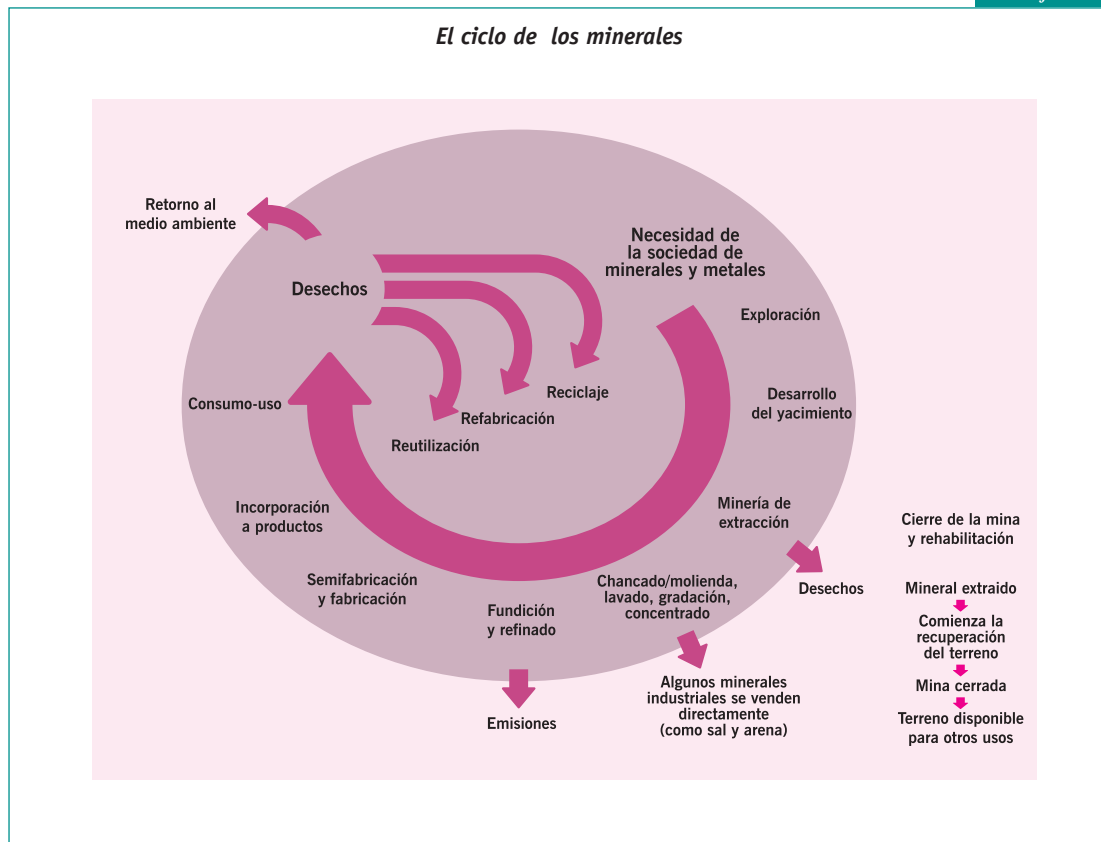 El ciclo de los minerales
Retorno al
medio ambiente
Necesidad de
la sociedad de
minerales y metales
Desechos
Exploración
Reciclaje
Desarrollo
del yacimiento
Consumo-uso
Refabricación
Reutilización
Incorporación
a productos
Minería de
extracción
Cierre de la mina
y rehabilitación
Semifabricación
y fabricación
Chancado/molienda,
lavado, gradación,
concentrado
Desechos
Fundición
y refinado
Mineral extraido
Comienza la
recuperación
del terreno
Mina cerrada
Terreno disponible
para otros usos
Algunos minerales
industriales se venden
directamente
(como sal y arena)
Emisiones